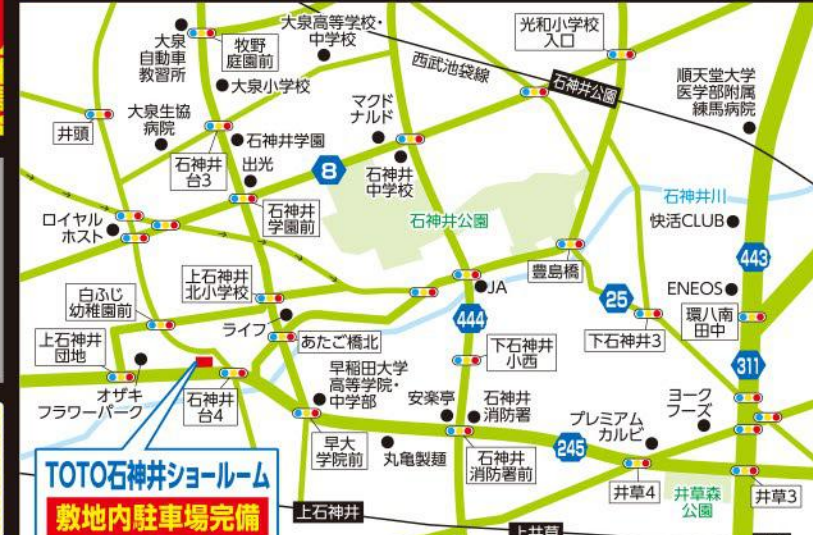 大泉高等学校・
中学校
光和小学校
入口
大泉
自動車
教習所
牧野
庭園前
西武池袋線
石神井公園
順天堂大学
医学部附属
練馬病院
大泉小学校
マクド
ナルド
井頭
大泉生協
病院
石神井学園
石神井
台3
出光
8
石神井
中学校
石神井
学園前
石神井公園
石神井川
ロイヤル
ホスト
快活CLUB
豊島橋
443
上石神井
北小学校
JA
25
ENEOS
白ふじ
幼稚園前
環八南
田中
444
ライフ
あたご橋北
下石神井3
上石神井
団地
下石神井
小西
311
オザキ
フラワーパーク
石神井
台4
早稲田大学
高等学院・
中学部
安楽亭
石神井
消防署
ヨーク
フーズ
プレミアム
カルビ
早大
学院前
丸亀製麺
石神井
消防署前
245
TOTO石神井ショールーム
敷地内駐車場完備
井草4
井草森
公園
井草3
上石神井
上井草